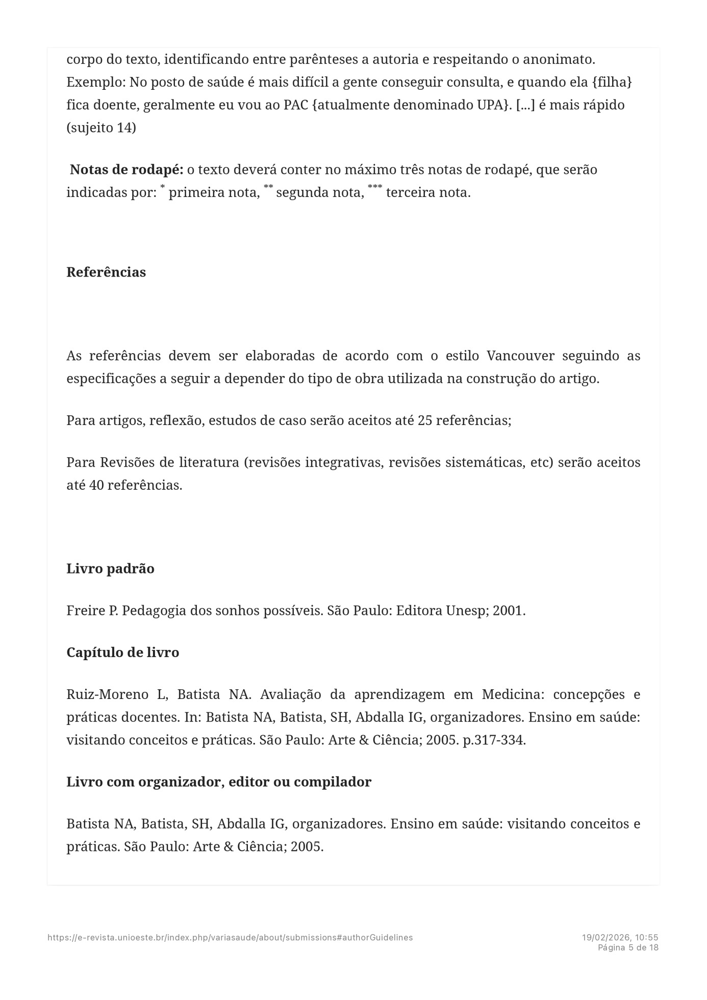 corpo do texto, identificando entre parênteses a autoria e respeitando o anonimato.
Exemplo: No posto de saúde é mais difícil a gente conseguir consulta, e quando ela {filha}
fica doente, geralmente eu vou ao PAC {atualmente denominado UPA}. [...] é mais rápido
(sujeito 14)
Notas de rodapé: o texto deverá conter no máximo três notas de rodapé, que serão
indicadas por: * primeira nota, ** segunda nota, *** terceira nota.
Referências
As referências devem ser elaboradas de acordo com o estilo Vancouver seguindo as
especificações a seguir a depender do tipo de obra utilizada na construção do artigo.
Para artigos, reflexão, estudos de caso serão aceitos até 25 referências;
Para Revisões de literatura (revisões integrativas, revisões sistemáticas, etc) serão aceitos
até 40 referências.
Livro padrão
Freire P. Pedagogia dos sonhos possíveis. São Paulo: Editora Unesp; 2001.
Capítulo de livro
Ruiz-Moreno L, Batista NA. Avaliação da aprendizagem em Medicina: concepções e
práticas docentes. In: Batista NA, Batista, SH, Abdalla IG, organizadores. Ensino em saúde:
visitando conceitos e práticas. São Paulo: Arte & Ciência; 2005. p.317-334.
Livro com organizador, editor ou compilador
Batista NA, Batista, SH, Abdalla IG, organizadores. Ensino em saúde: visitando conceitos e
práticas. São Paulo: Arte & Ciência; 2005.
https://e-revista.unioeste.br/index.php/variasaude/about/submissions#authorGuidelines
19/02/2026, 10:55
Página 5 de 18